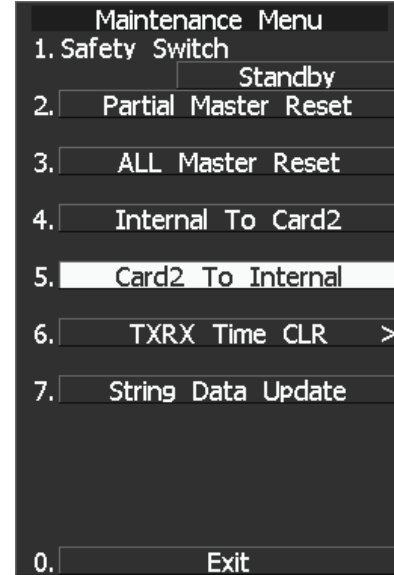 Maintenance Menu
1. Safety Switch
Standby
2. Partial Master Reset
3. ALL Master Reset
4. Internal To Card2
5. Card2 To Internal
6. TXRX Time CLR >
7. String Data Update
0. Exit